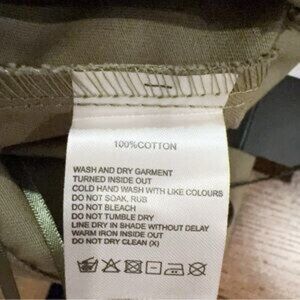 100%COTTON
WASH AND DRY GARMENT
TURNED INSIDE OUT
COLD HAND WASH WITH LIKE COLOURS
DO NOT SOAK, RUB
DO NOT BLEACH
DO NOT TUMBLE DRY
LINE DRY IN SHADE WITHOUT DELAY
WARM IRON INSIDE OUT
DO NOT DRY CLEAN (X)